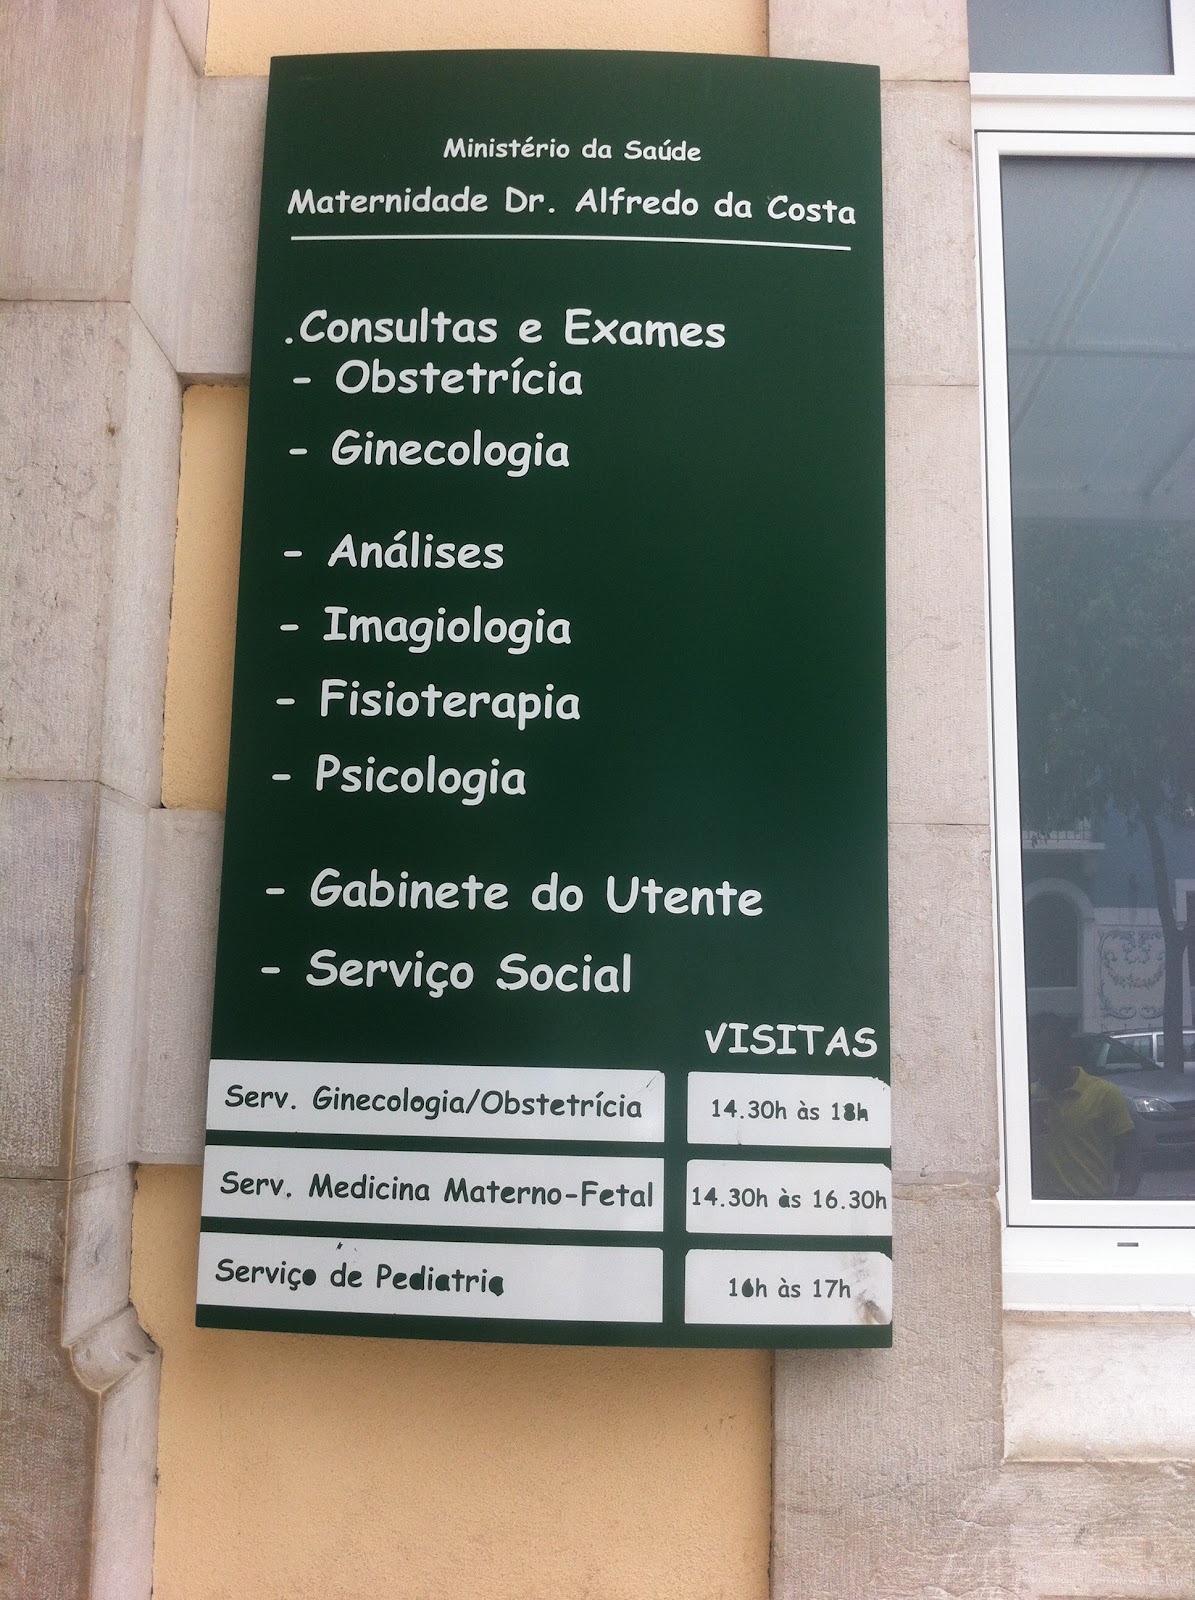 Ministério da Saúde
Maternidade Dr. Alfredo da Costa
.Consultas e Exames
- Obstetrícia
- Ginecologia
- Análises
- Imagiologia
- Fisioterapia
- Psicologia
- Gabinete do Utente
- Serviço Social
VISITAS
Serv. Ginecologia/Obstetrícia 14.30h às 18h
Serv. Medicina Materno-Fetal 14.30h às 16.30h
Serviço de Pediatria 16h às 17h